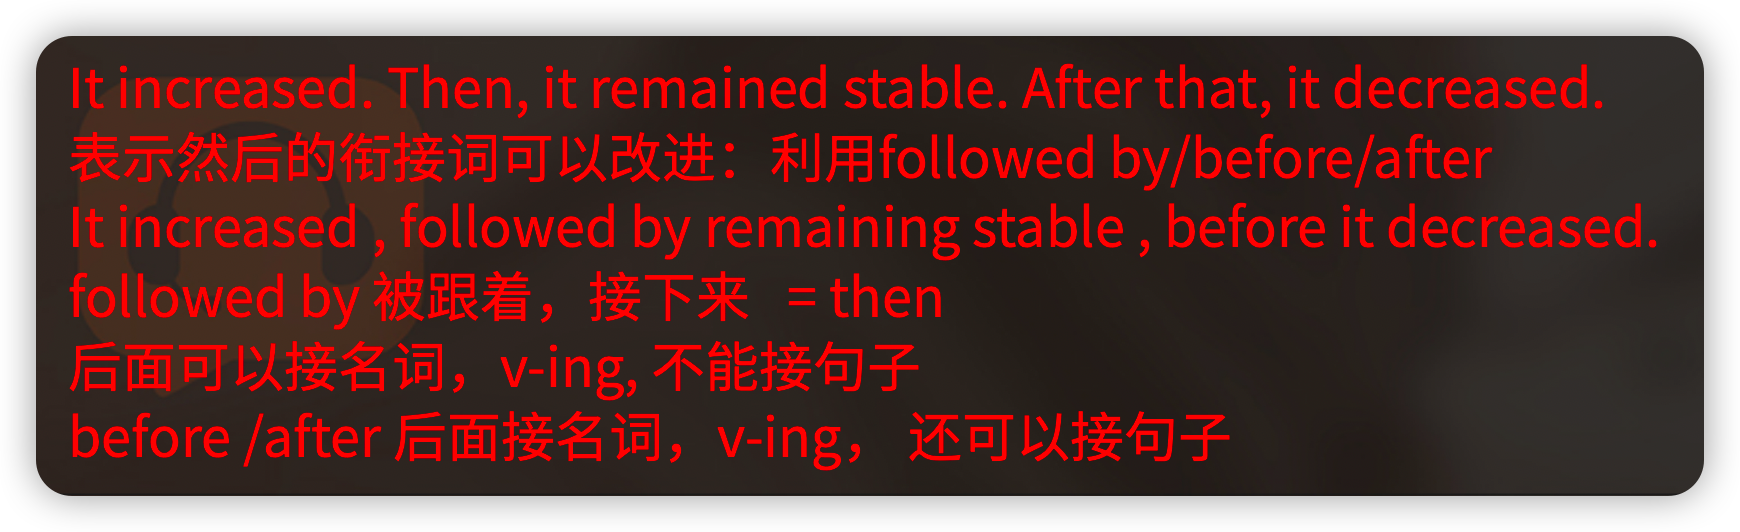 It increased. Then, it remained stable. After that, it decreased.
表示然后的衔接词可以改进：利用followed by/before/after
It increased , followed by remaining stable , before it decreased.
followed by 被跟着，接下来 = then
后面可以接名词，v-ing, 不能接句子
before /after 后面接名词，v-ing， 还可以接句子